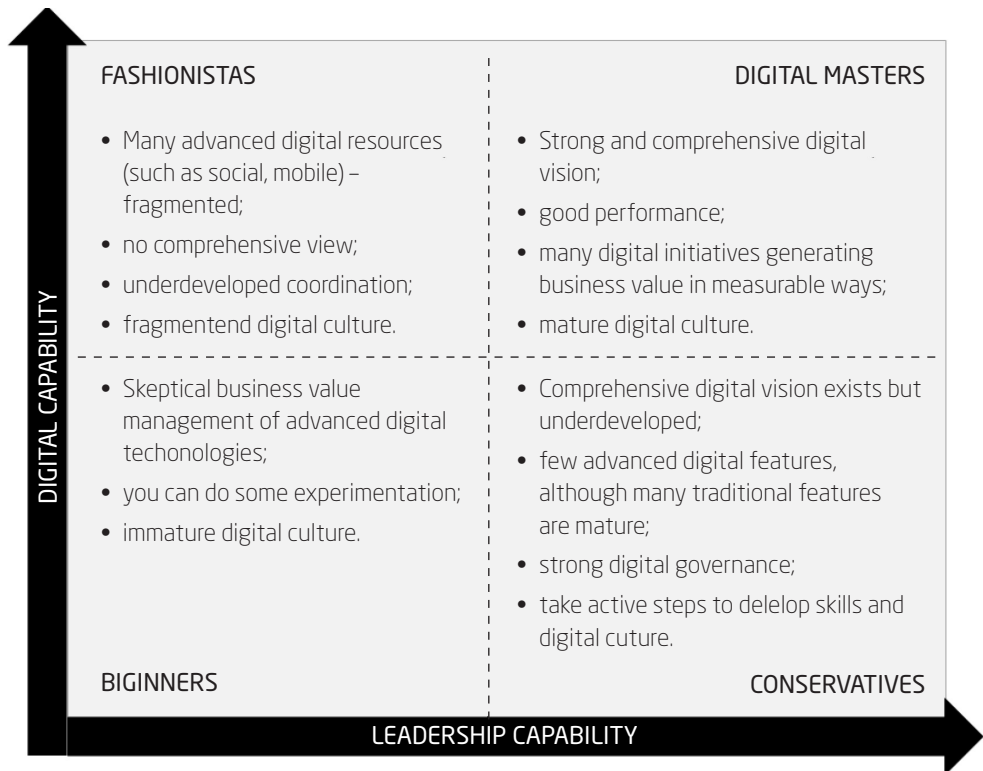 FASHIONISTAS
• Many advanced digital resources
(such as social, mobile) –
fragmented;
• no comprehensive view;
• underdeveloped coordination;
• fragmentend digital culture.
DIGITAL MASTERS
• Strong and comprehensive digital
vision;
• good performance;
• many digital initiatives generating
business value in measurable ways;
• mature digital culture.
• Skeptical business value
management of advanced digital
techonologies;
• you can do some experimentation;
• immature digital culture.
BIGINNERS
• Comprehensive digital vision exists but
underdeveloped;
• few advanced digital features,
although many traditional features
are mature;
• strong digital governance;
• take active steps to delelop skills and
digital cuture.
CONSERVATIVES
DIGITAL CAPABILITY
LEADERSHIP CAPABILITY